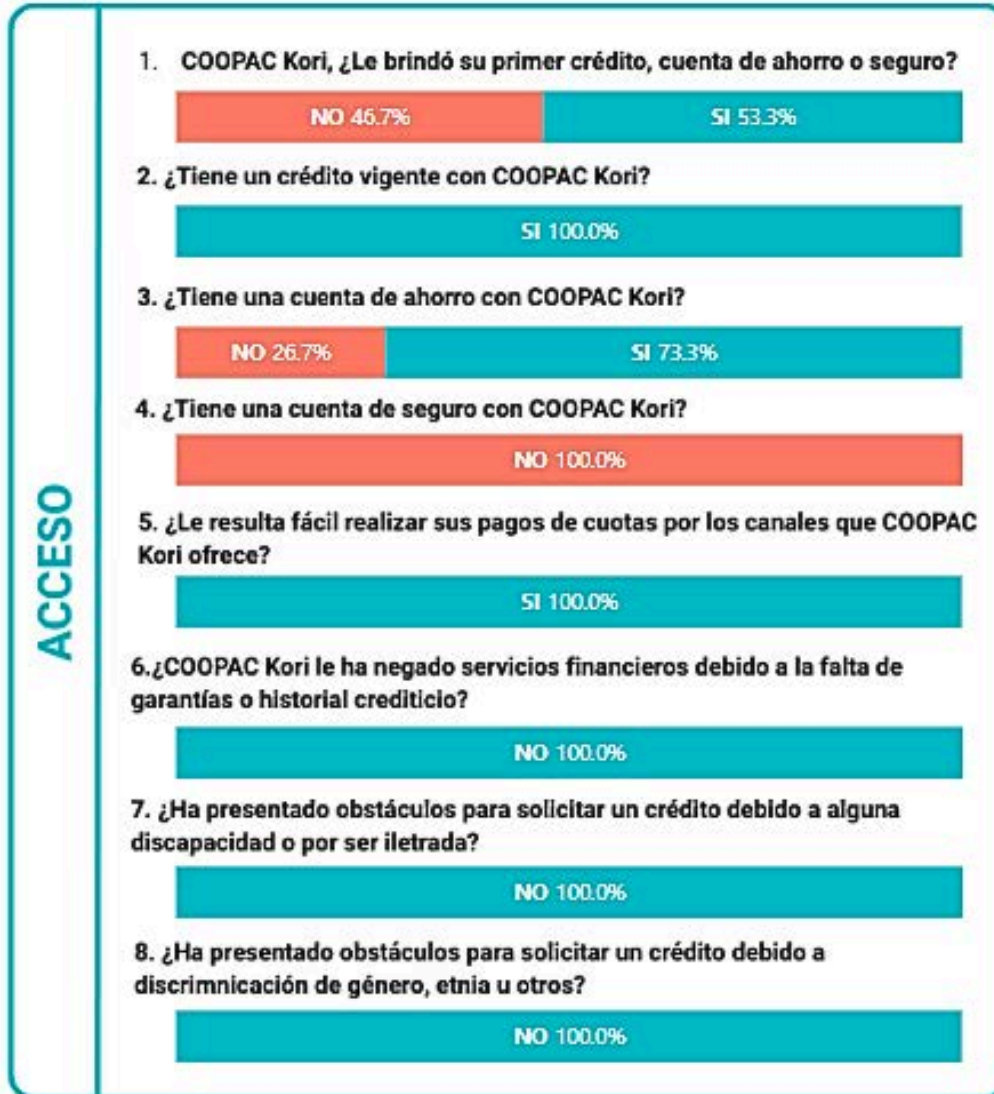 ACCESO
1. COOPAC Kori, ¿Le brindó su primer crédito, cuenta de ahorro o seguro?
NO 46.7% SI 53.3%
2. ¿Tiene un crédito vigente con COOPAC Kori?
SI 100.0%
3. ¿Tiene una cuenta de ahorro con COOPAC Kori?
NO 26.7% SI 73.3%
4. ¿Tiene una cuenta de seguro con COOPAC Kori?
NO 100.0%
5. ¿Le resulta fácil realizar sus pagos de cuotas por los canales que COOPAC
Kori ofrece?
SI 100.0%
6.¿COOPAC Kori le ha negado servicios financieros debido a la falta de
garantías o historial crediticio?
NO 100.0%
7. ¿Ha presentado obstáculos para solicitar un crédito debido a alguna
discapacidad o por ser iletrada?
NO 100.0%
8. ¿Ha presentado obstáculos para solicitar un crédito debido a
discrimnicación de género, etnia u otros?
NO 100.0%